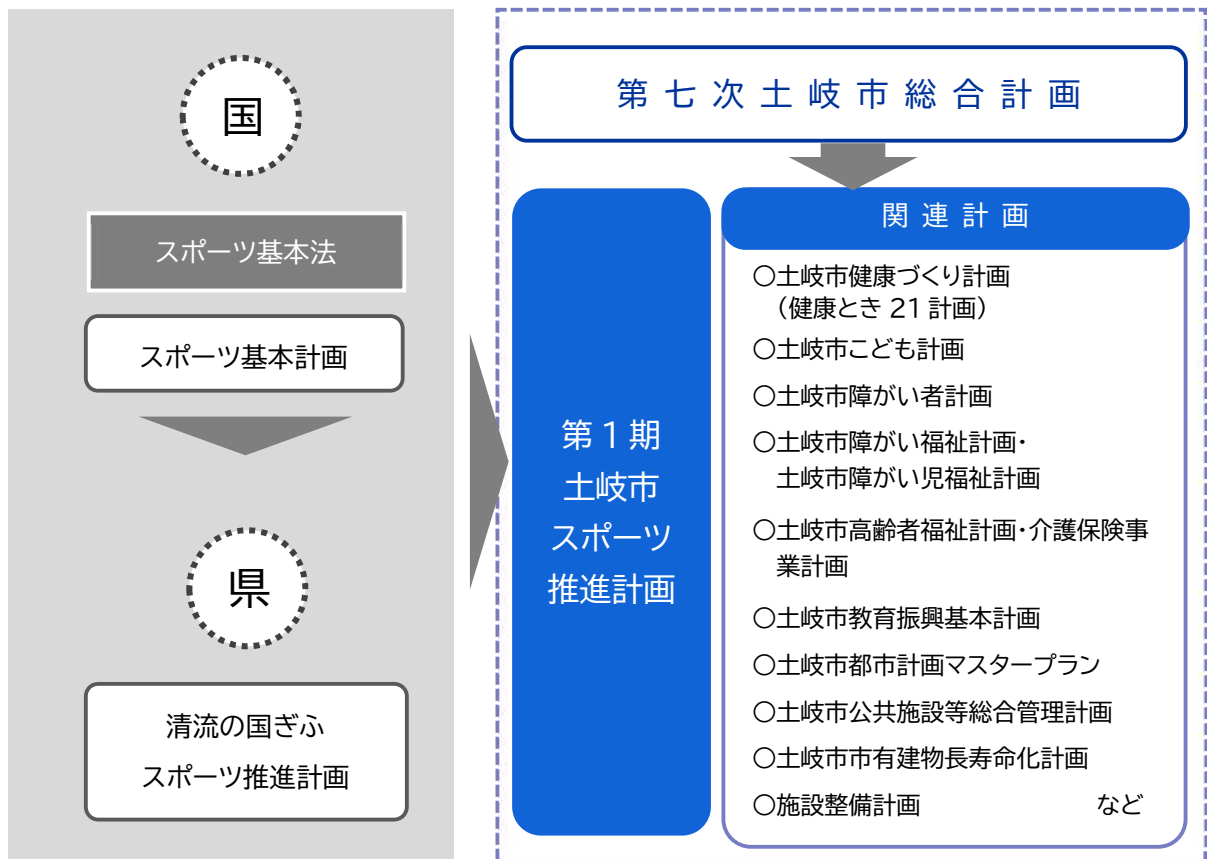 国
スポーツ基本法
スポーツ基本計画
県
清流の国ぎふ
スポーツ推進計画
第七次土岐市総合計画
第1期
土岐市
スポーツ
推進計画
関連計画
○土岐市健康づくり計画
（健康とき 21 計画）
○土岐市こども計画
○土岐市障がい者計画
○土岐市障がい福祉計画・
土岐市障がい児福祉計画
○土岐市高齢者福祉計画・介護保険事
業計画
○土岐市教育振興基本計画
○土岐市都市計画マスタープラン
○土岐市公共施設等総合管理計画
○土岐市市有建物長寿命化計画
○施設整備計画 など